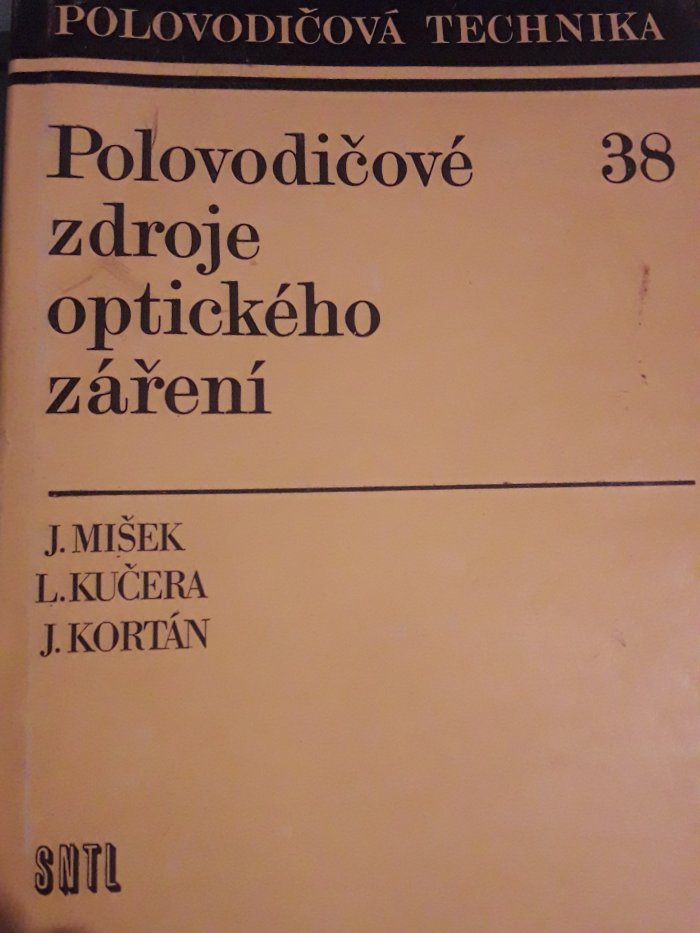 POLOVODIČOVÁ TECHNIKA
Polovodičové 38
zdroje
optického
záření
J. MIŠEK
L. KUČERA
J. KORTÁN
SNTL